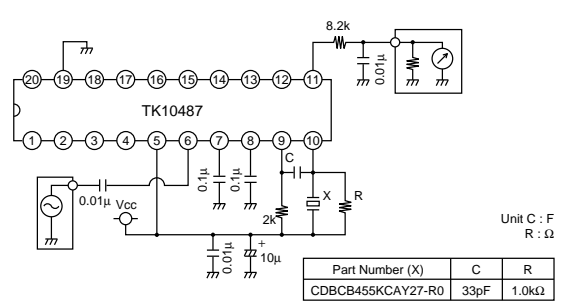 8.2k
0.01μ
20 19 18 17 16 15 14 13 12 11
TK10487
1 2 3 4 5 6 7 8 9 10
0.01μ
Vcc
0.1μ
0.1μ
C
2k
X
R
0.01μ
+
10μ
Unit C : F
R : Ω
Part Number (X) C R
CDBCB455KCAY27-R0 33pF 1.0kΩ